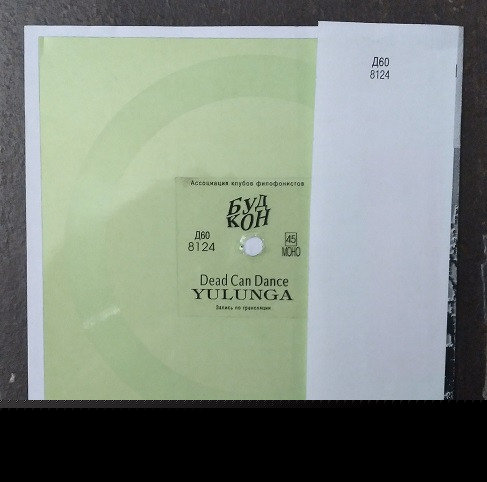 Д60
8124
Ассоциация клубов филофонистов
БУД
КОН
Д60
8124
45
МОНО
Dead Can Dance
YULUNGA
Запись по трансляции